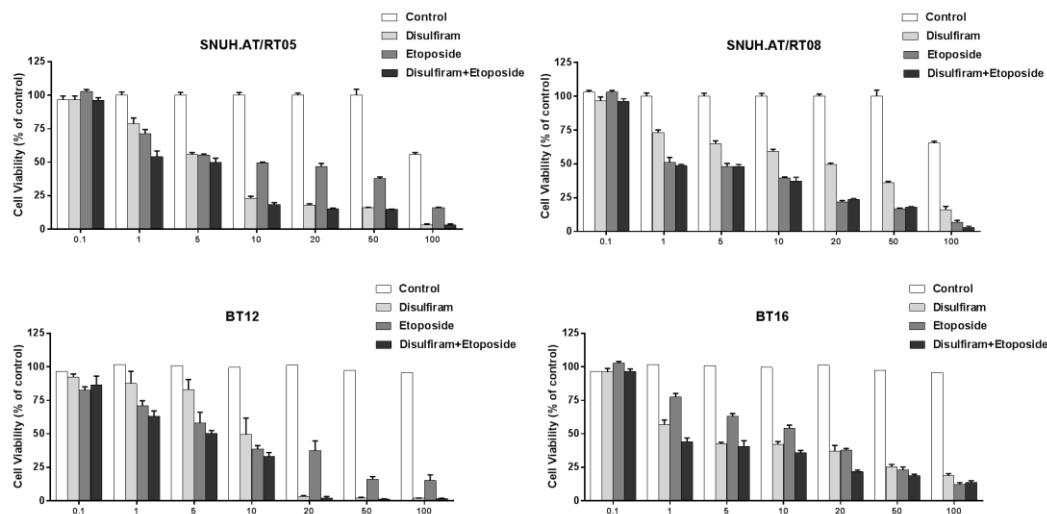 SNUH.AT/RT05
Control
Disulfiram
Etoposide
Disulfiram+Etoposide
Cell Viability (% of control)
125
100
75
50
25
0
0.1 1 5 10 20 50 100
SNUH.AT/RT08
Control
Disulfiram
Etoposide
Disulfiram+Etoposide
Cell Viability (% of control)
125
100
75
50
25
0
0.1 1 5 10 20 50 100
BT12
Control
Disulfiram
Etoposide
Disulfiram+Etoposide
Cell Viability (% of control)
125
100
75
50
25
0
0.1 1 5 10 20 50 100
BT16
Control
Disulfiram
Etoposide
Disulfiram+Etoposide
Cell Viability (% of control)
125
100
75
50
25
0
0.1 1 5 10 20 50 100